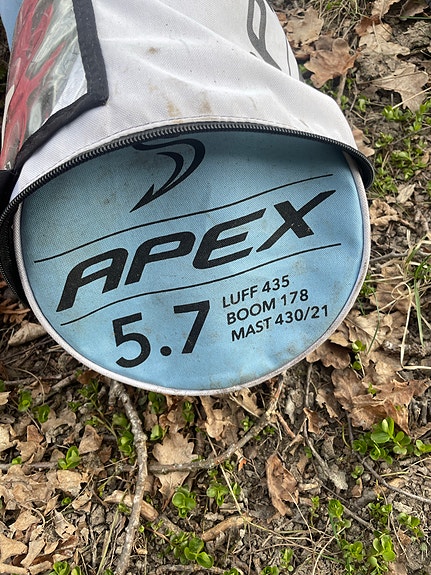 APEX
5.7
LUFF 435
BOOM 178
MAST 430/21